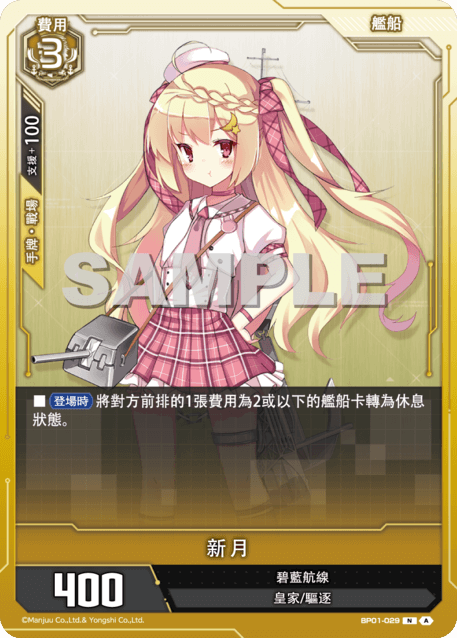 費用
3
艦船
支援+100
手牌・戰場
SAMPLE
■ 登場時 將對方前排的1張費用為2或以下的艦船卡轉為休息
狀態。
新月
400
碧藍航線
皇家/驅逐
©Manjuu Co.,Ltd.& Yongshi Co.,Ltd.
BP01-029 N A